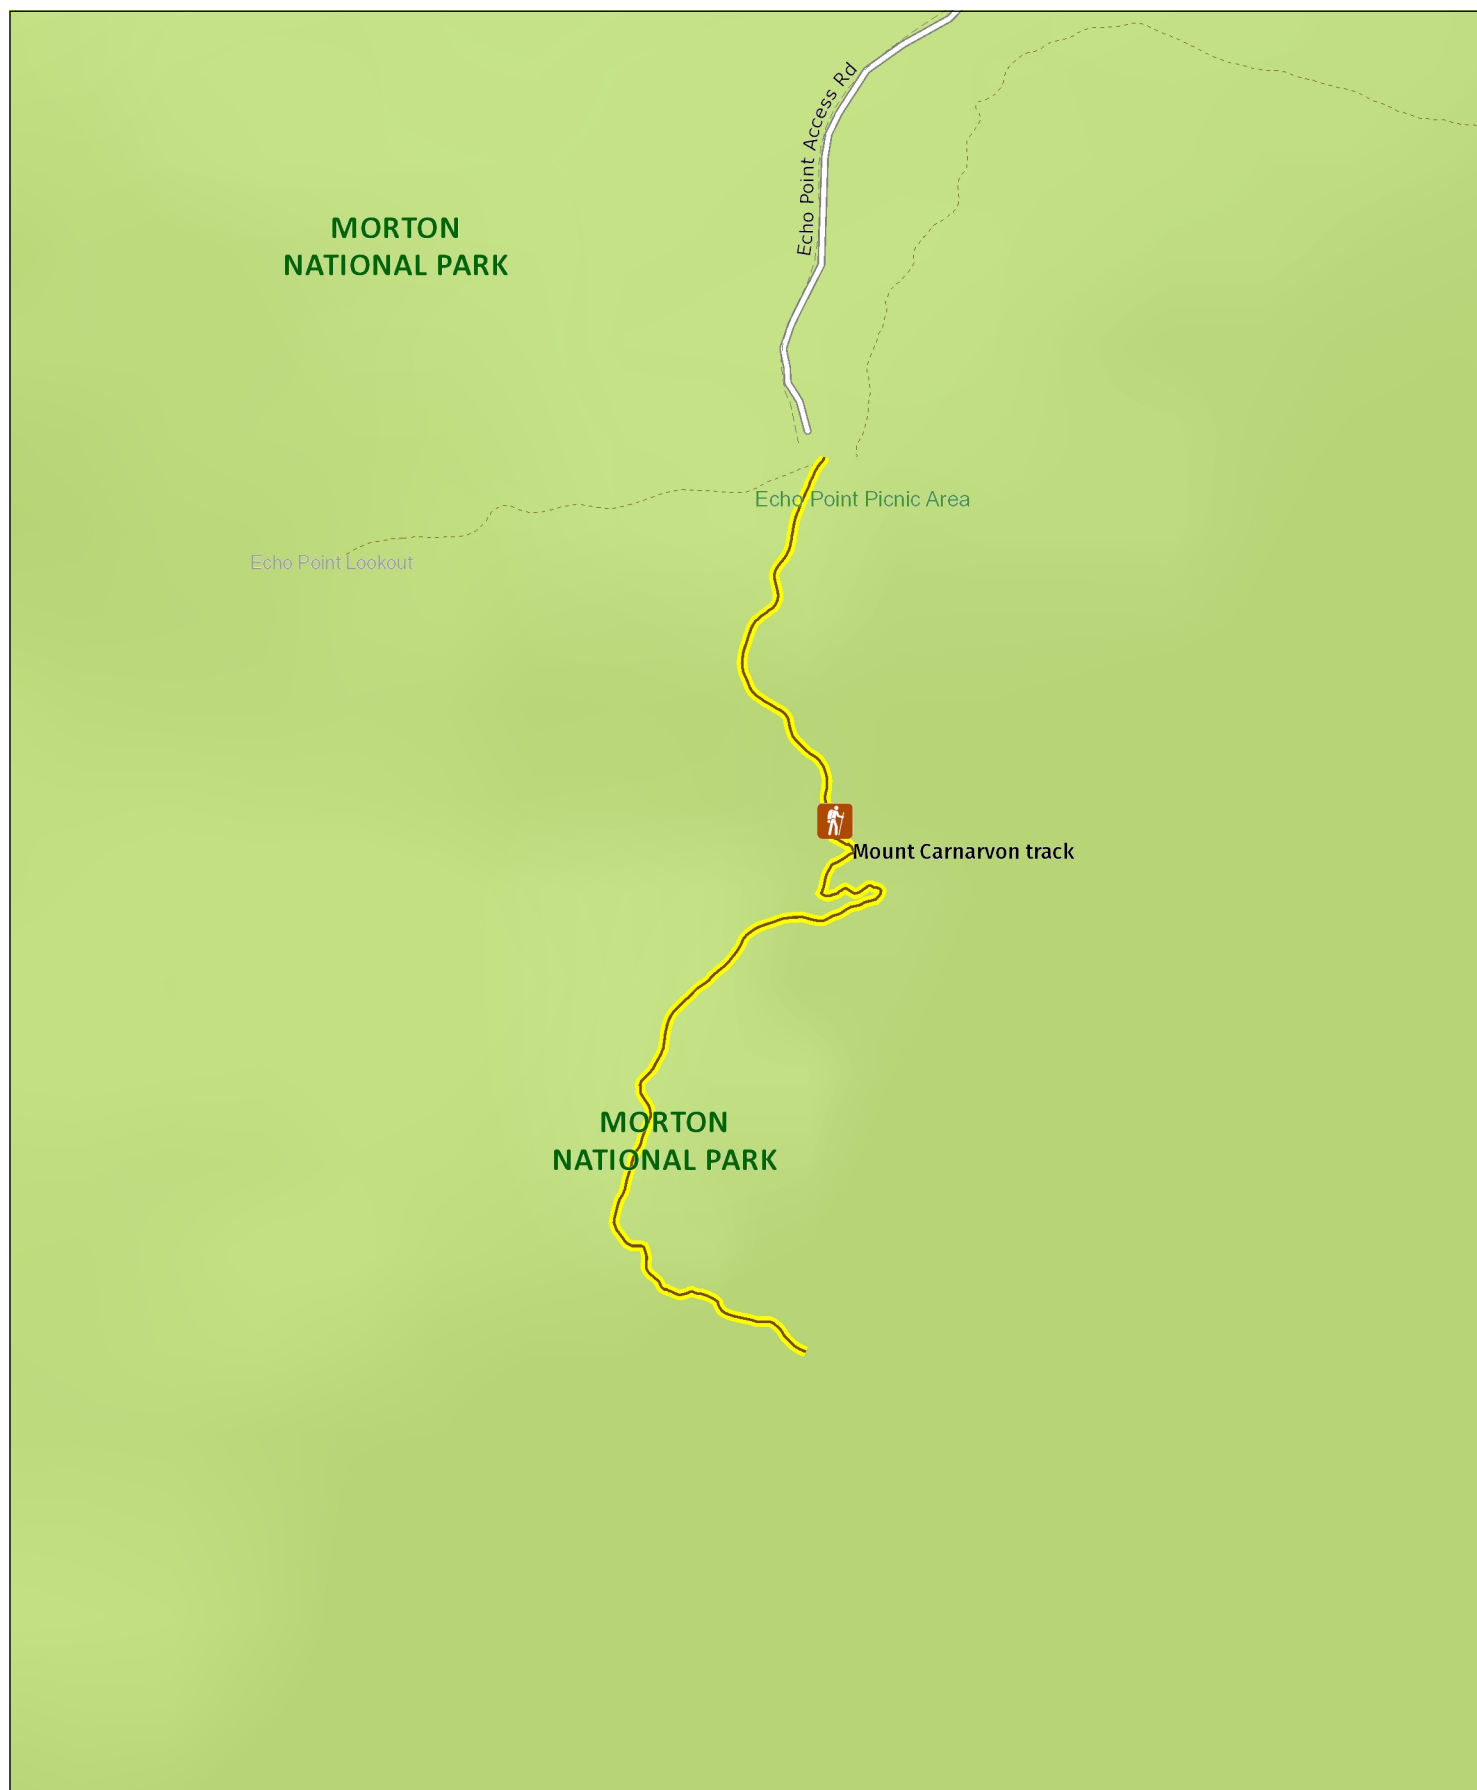 Echo Point Access Rd
MORTON
NATIONAL PARK
Echo Point Picnic Area
Echo Point Lookout
Mount Carnarvon track
MORTON
NATIONAL PARK